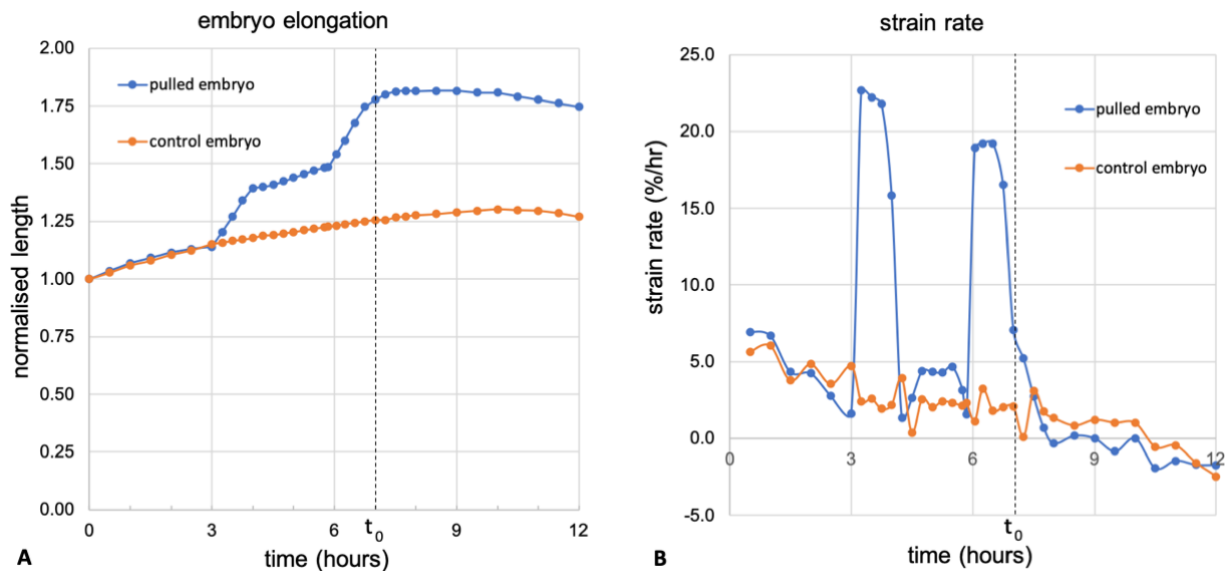 embryo elongation
2.00
1.75
1.50
1.25
1.00
0.75
0.50
0.25
0.00
normalised length
pulled embryo
control embryo
0 3 6 9 12
t0
time (hours)
A
strain rate
25.0
20.0
15.0
10.0
5.0
0.0
-5.0
strain rate (%/hr)
pulled embryo
control embryo
0 3 6 9 12
t0
time (hours)
B